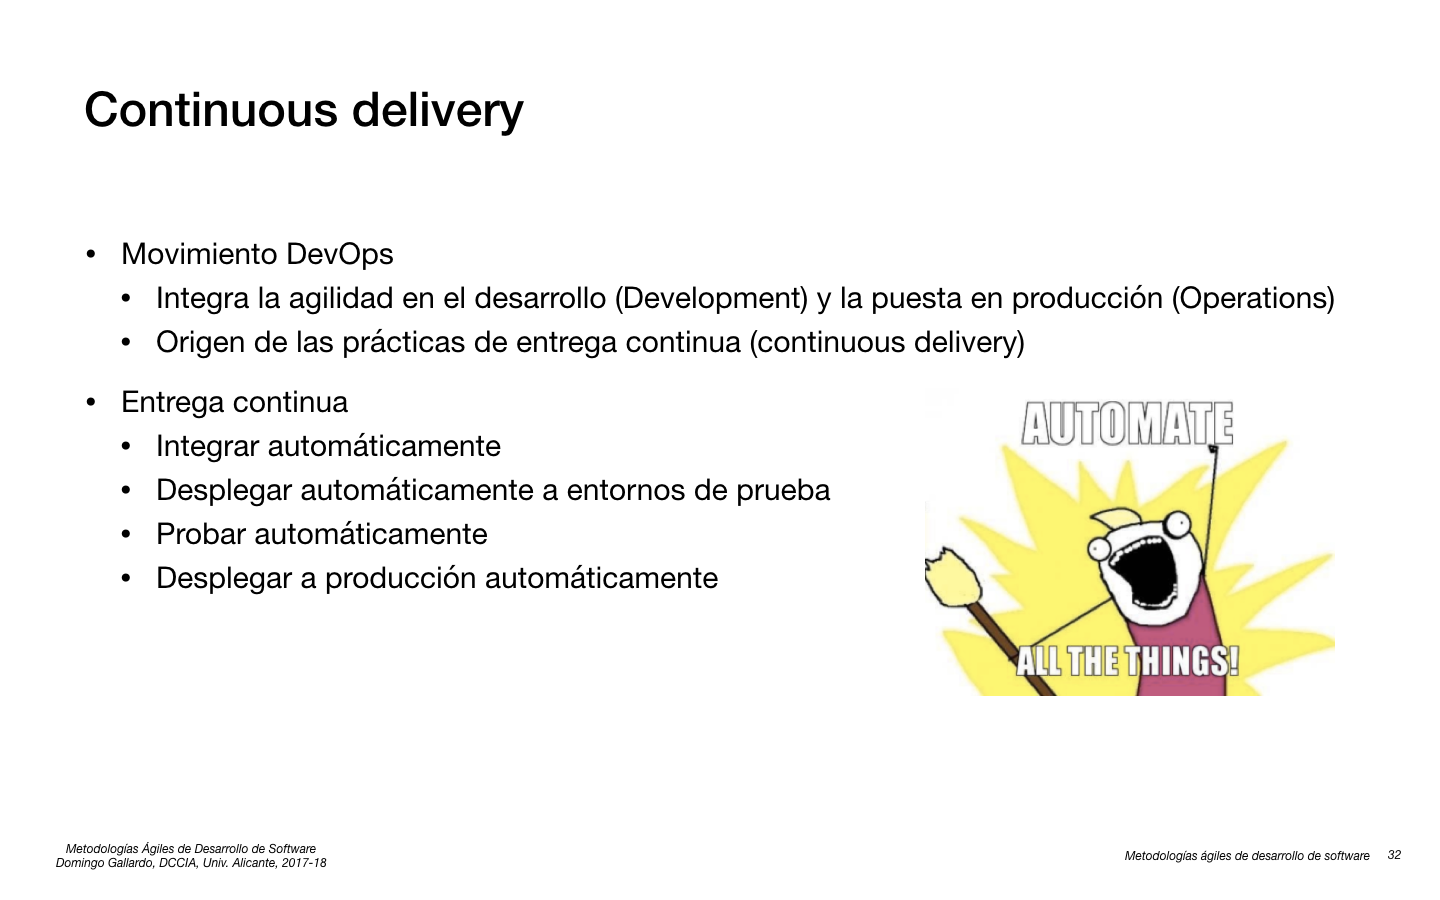 Continuous delivery
• Movimiento DevOps
• Integra la agilidad en el desarrollo (Development) y la puesta en producción (Operations)
• Origen de las prácticas de entrega continua (continuous delivery)
• Entrega continua
• Integrar automáticamente
• Desplegar automáticamente a entornos de prueba
• Probar automáticamente
• Desplegar a producción automáticamente
AUTOMATE
ALL THE THINGS!
Metodologías Ágiles de Desarrollo de Software
Domingo Gallardo, DCCIA, Univ. Alicante, 2017-18
Metodologías ágiles de desarrollo de software 32